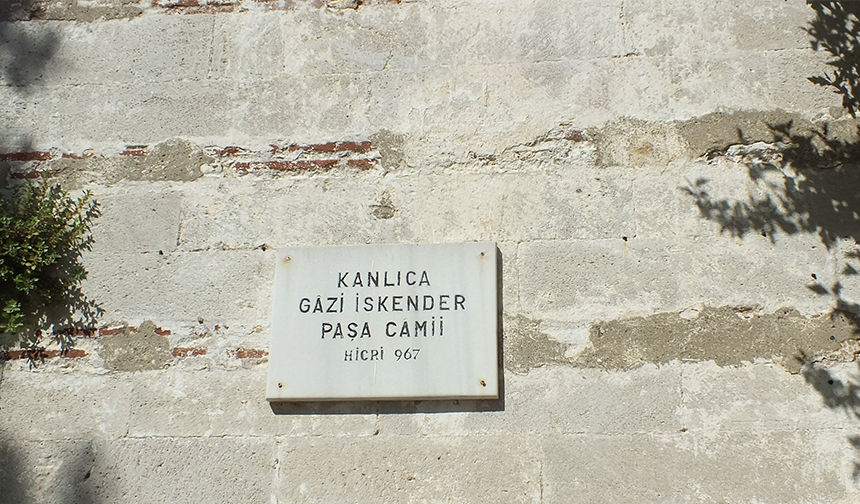 KANLICA
GÂZİ İSKENDER
PAŞA CAMİİ
HİCRİ 967